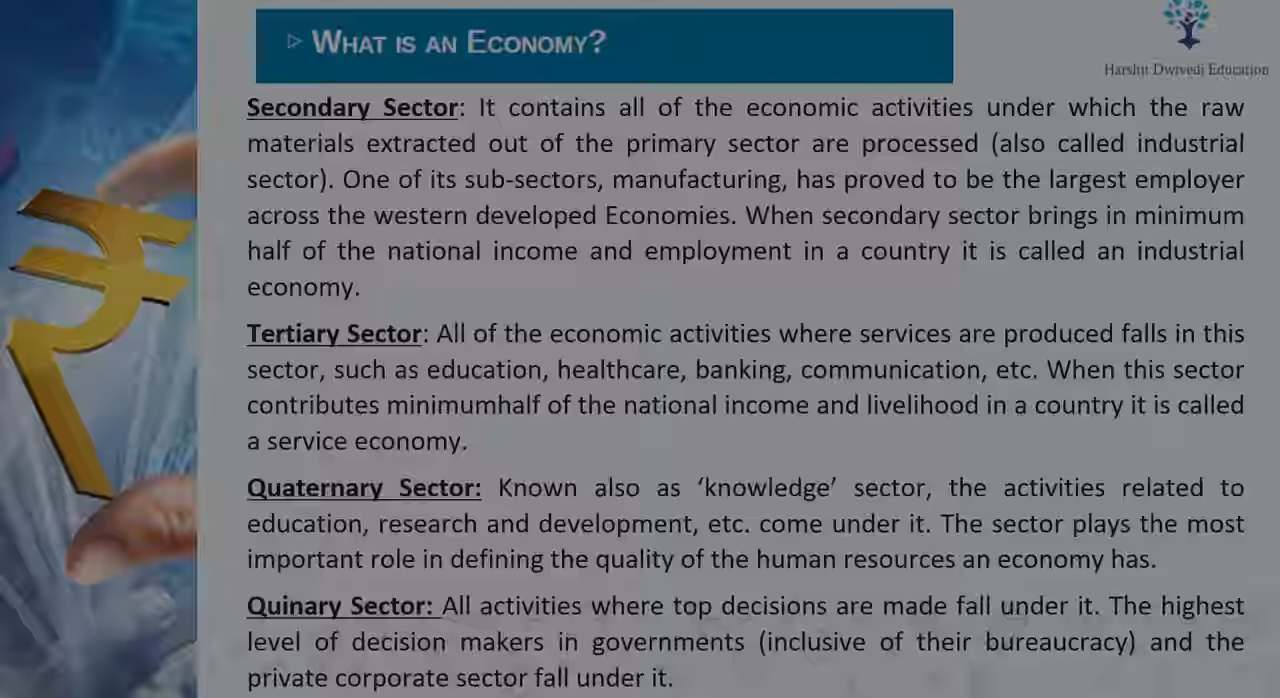 ▷ WHAT IS AN ECONOMY?
Harshit Dwivedi Education
Secondary Sector: It contains all of the economic activities under which the raw
materials extracted out of the primary sector are processed (also called industrial
sector). One of its sub-sectors, manufacturing, has proved to be the largest employer
across the western developed Economies. When secondary sector brings in minimum
half of the national income and employment in a country it is called an industrial
economy.
Tertiary Sector: All of the economic activities where services are produced falls in this
sector, such as education, healthcare, banking, communication, etc. When this sector
contributes minimumhalf of the national income and livelihood in a country it is called
a service economy.
Quaternary Sector: Known also as ‘knowledge’ sector, the activities related to
education, research and development, etc. come under it. The sector plays the most
important role in defining the quality of the human resources an economy has.
Quinary Sector: All activities where top decisions are made fall under it. The highest
level of decision makers in governments (inclusive of their bureaucracy) and the
private corporate sector fall under it.